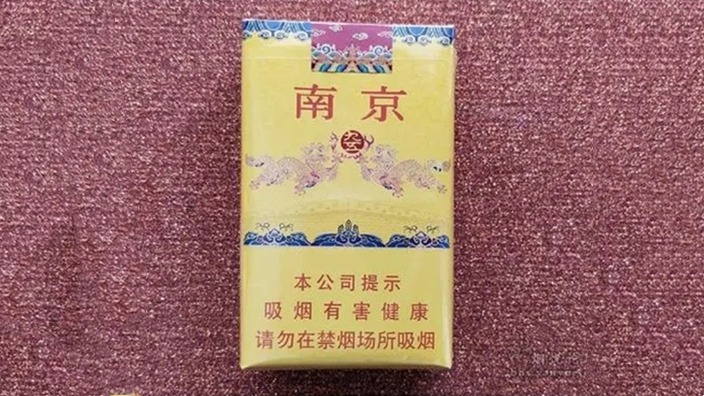 南京
本公司提示
吸烟有害健康
请勿在禁烟场所吸烟